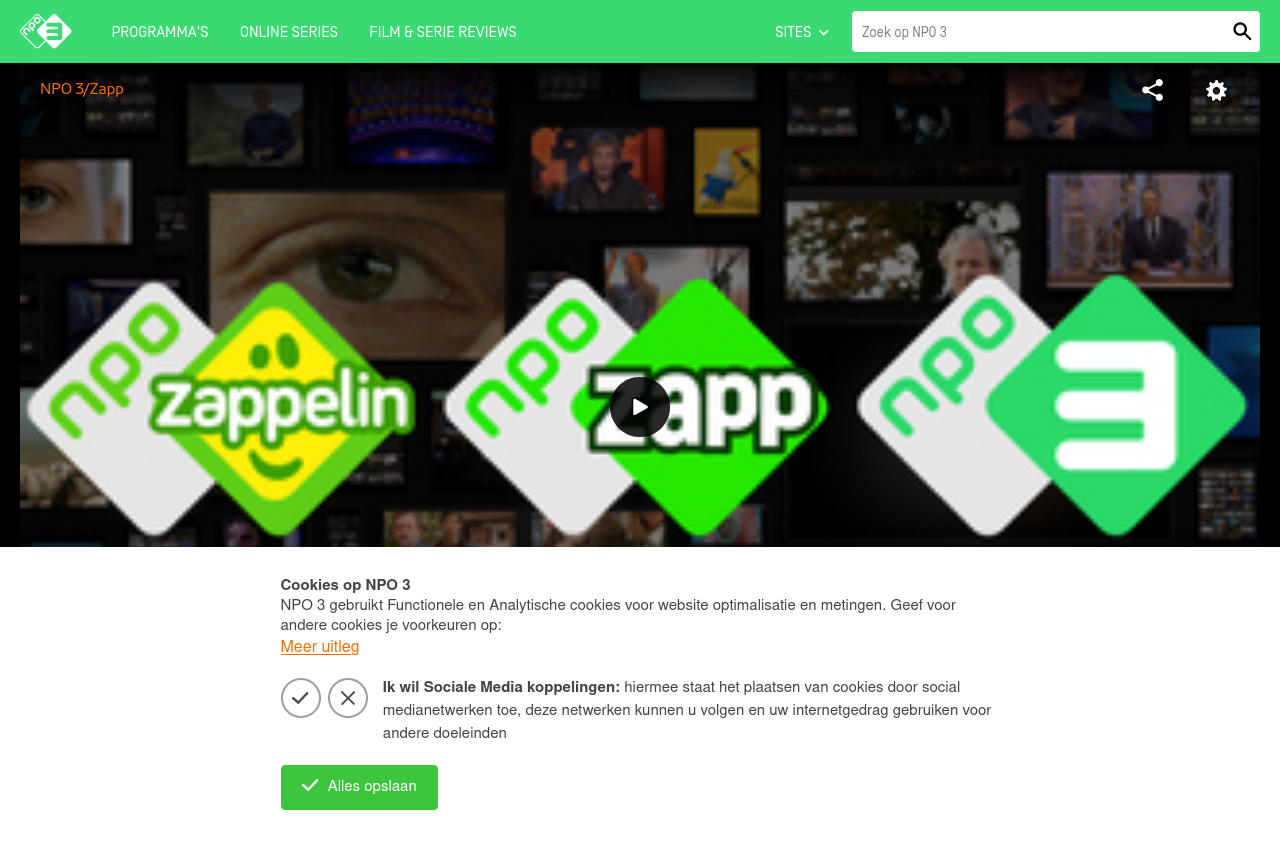 npo 3
PROGRAMMA'S
ONLINE SERIES
FILM & SERIE REVIEWS
SITES
Zoek op NPO 3
NPO 3/Zapp
npo zappelin
npo zapp
npo 3
Cookies op NPO 3
NPO 3 gebruikt Functionele en Analytische cookies voor website optimalisatie en metingen. Geef voor
andere cookies je voorkeuren op:
Meer uitleg
Ik wil Sociale Media koppelingen: hiermee staat het plaatsen van cookies door social
medianetwerken toe, deze netwerken kunnen u volgen en uw internetgedrag gebruiken voor
andere doeleinden
Alles opslaan